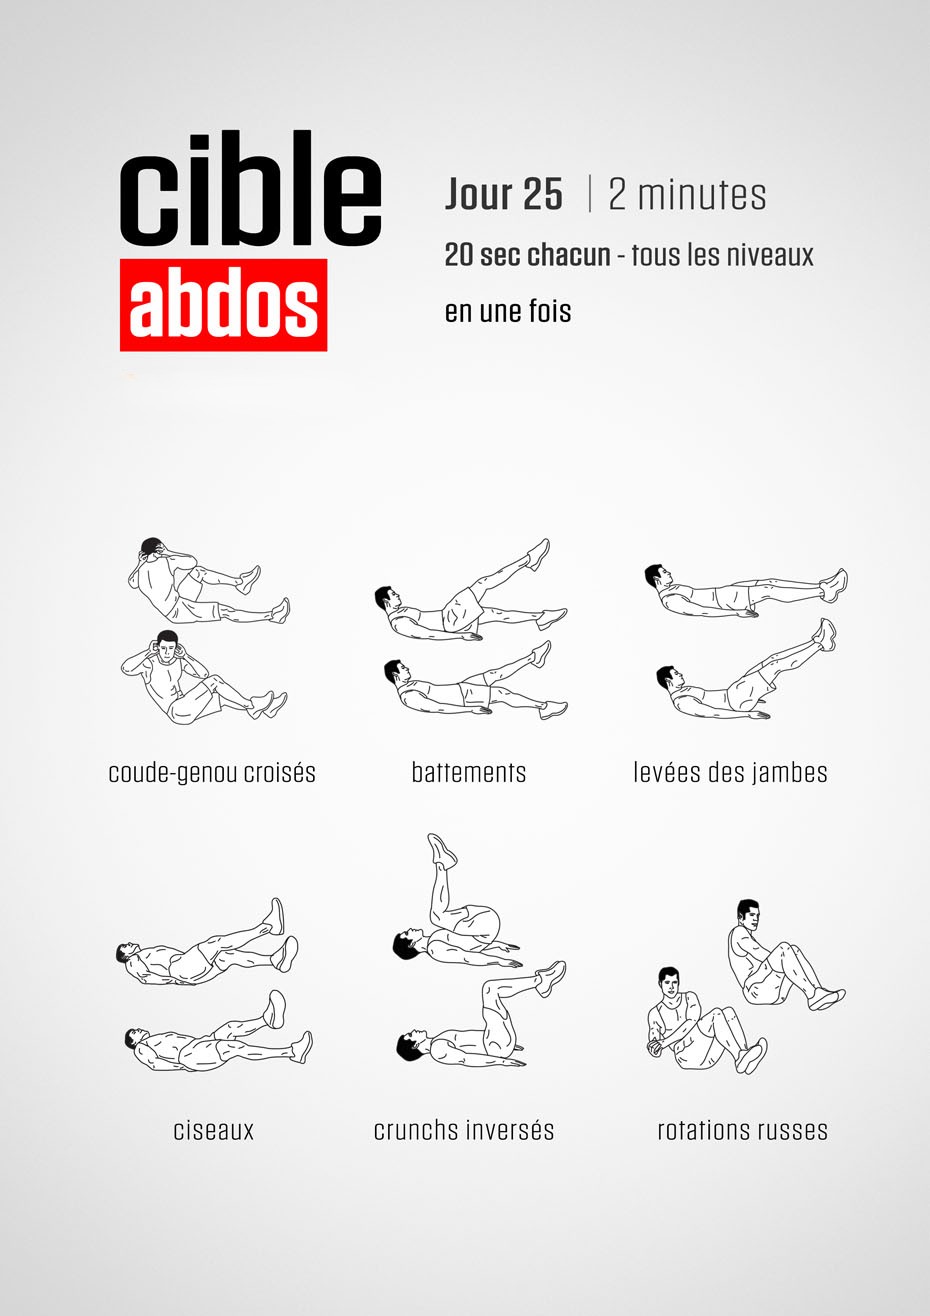 cible
abdos
Jour 25 | 2 minutes
20 sec chacun - tous les niveaux
en une fois
coude-genou croisés
battements
levées des jambes
ciseaux
crunchs inversés
rotations russes